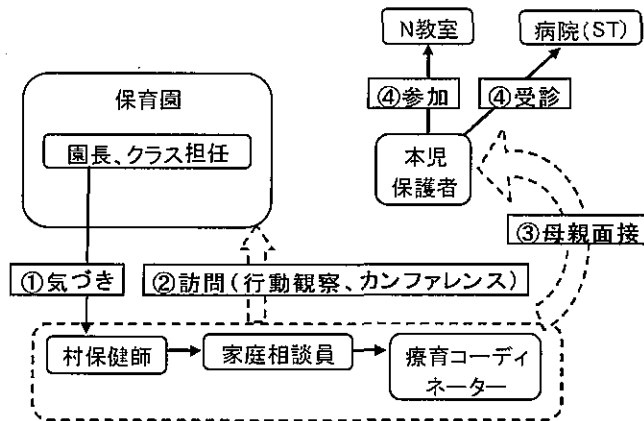 N教室
病院(ST)
④参加
④受診
保育園
園長、クラス担任
本児
保護者
③母親面接
①気づき
②訪問(行動観察、カンファレンス)
村保健師
家庭相談員
療育コーディ
ネーター